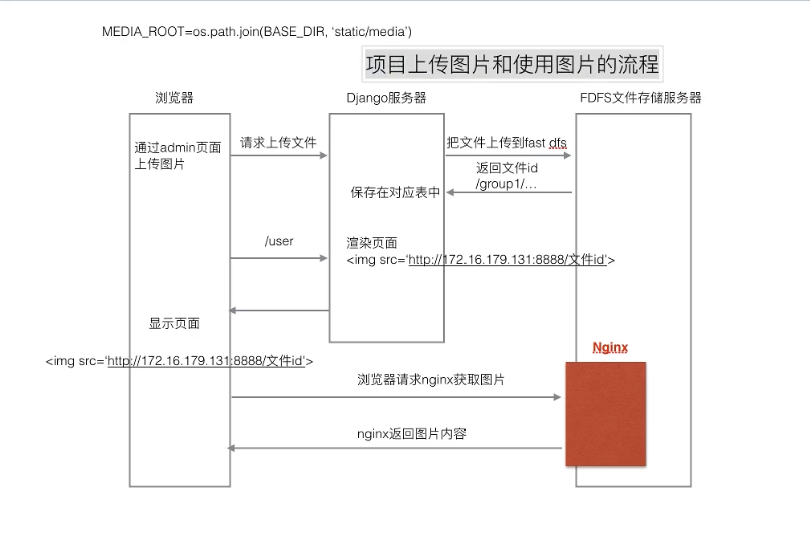 MEDIA_ROOT=os.path.join(BASE_DIR, ‘static/media’)
项目上传图片和使用图片的流程
浏览器
Django服务器
FDFS文件存储服务器
通过admin页面
上传图片
请求上传文件
把文件上传到fast dfs
返回文件id
/group1/…
保存在对应表中
/user
渲染页面
<img src=‘http://172.16.179.131:8888/文件id’>
显示页面
<img src=‘http://172.16.179.131:8888/文件id’>
Nginx
浏览器请求nginx获取图片
nginx返回图片内容